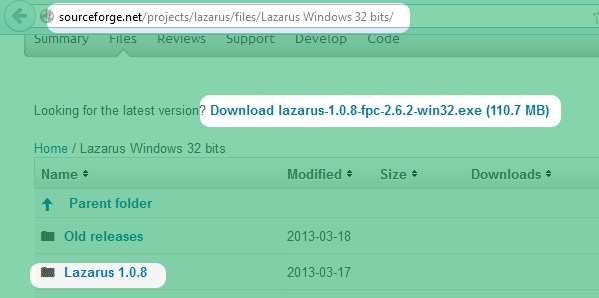 sourceforge.net/projects/lazarus/files/Lazarus Windows 32 bits/
Summary Files Reviews Support Develop Code
Looking for the latest version? Download lazarus-1.0.8-fpc-2.6.2-win32.exe (110.7 MB)
Home / Lazarus Windows 32 bits
Name Modified Size Downloads
Parent folder
Old releases 2013-03-18
Lazarus 1.0.8 2013-03-17